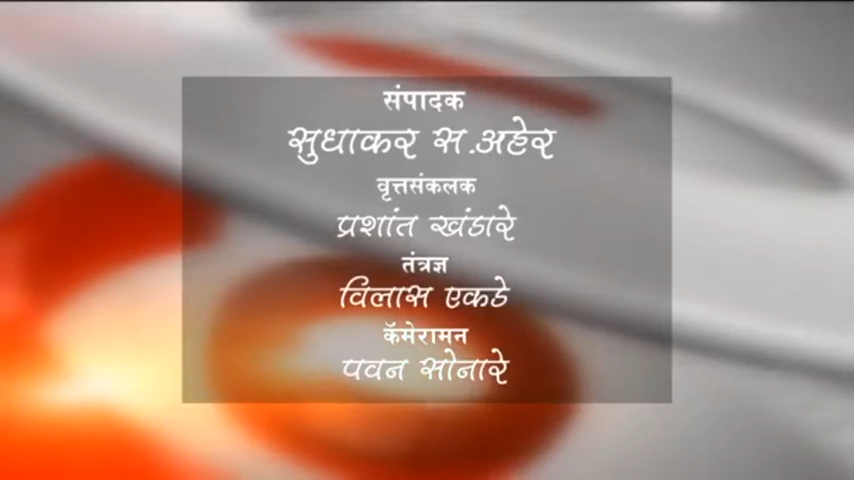 संपादक
सुधाकर स.अहेर
वृत्तसंकलक
प्रशांत खंडारे
तंत्रज्ञ
विलास एकडे
कॅमेरामन
पवन सोनारे